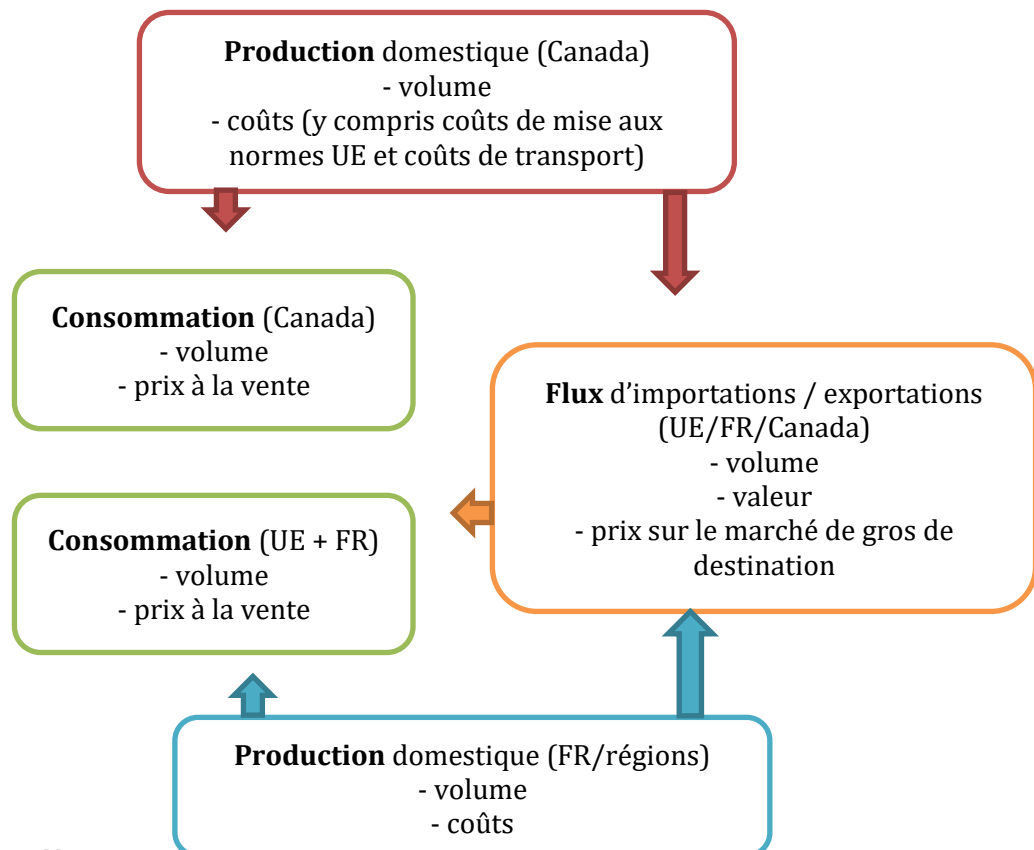 Production domestique (Canada)
- volume
- coûts (y compris coûts de mise aux
normes UE et coûts de transport)
Consommation (Canada)
- volume
- prix à la vente
Flux d’importations / exportations
(UE/FR/Canada)
- volume
- valeur
- prix sur le marché de gros de
destination
Consommation (UE + FR)
- volume
- prix à la vente
Production domestique (FR/régions)
- volume
- coûts